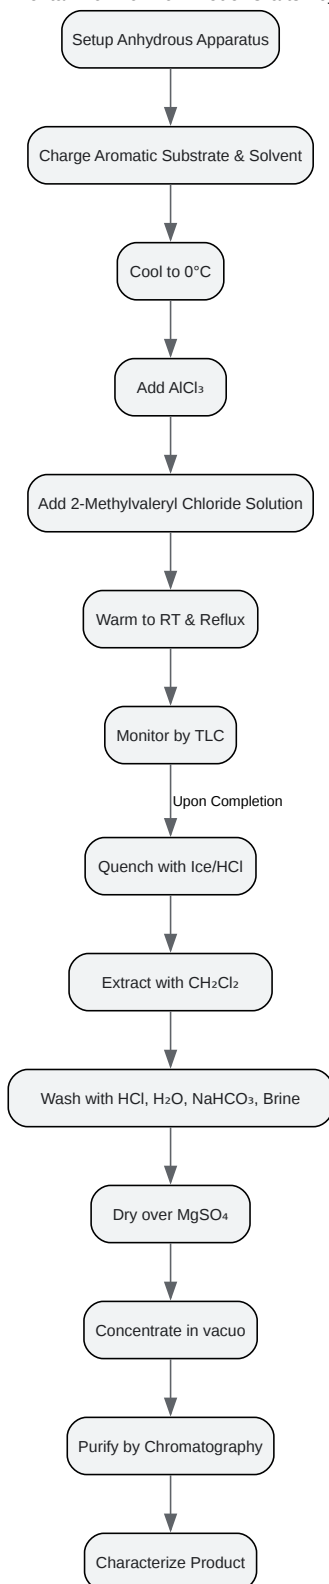 Setup Anhydrous Apparatus
Charge Aromatic Substrate & Solvent
Cool to 0°C
Add AlCl₃
Add 2-Methylvaleryl Chloride Solution
Warm to RT & Reflux
Monitor by TLC
Upon Completion
Quench with Ice/HCl
Extract with CH₂Cl₂
Wash with HCl, H₂O, NaHCO₃, Brine
Dry over MgSO₄
Concentrate in vacuo
Purify by Chromatography
Characterize Product